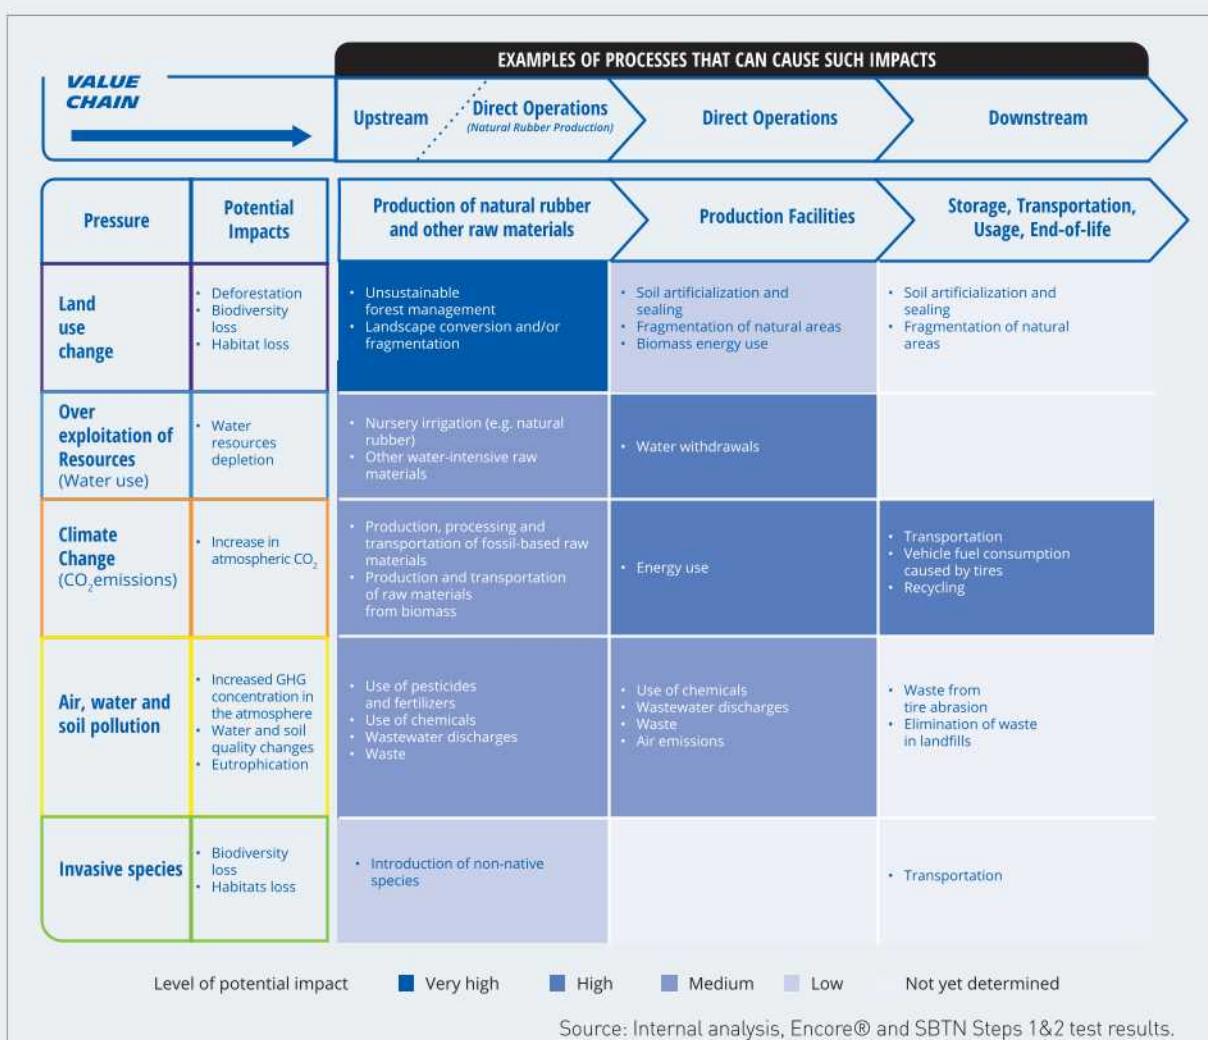 EXAMPLES OF PROCESSES THAT CAN CAUSE SUCH IMPACTS
VALUE
CHAIN
Upstream
Direct Operations
(Natural Rubber Production)
Direct Operations
Downstream
Pressure
Potential
Impacts
Production of natural rubber
and other raw materials
Production Facilities
Storage, Transportation,
Usage, End-of-life
Land
use
change
• Deforestation
• Biodiversity
loss
• Habitat loss
• Unsustainable
forest management
• Landscape conversion and/or
fragmentation
• Soil artificialization and
sealing
• Fragmentation of natural areas
• Biomass energy use
• Soil artificialization and
sealing
• Fragmentation of natural
areas
Over
exploitation of
Resources
(Water use)
• Water
resources
depletion
• Nursery irrigation (e.g. natural
rubber)
• Other water-intensive raw
materials
• Water withdrawals
Climate
Change
(CO₂emissions)
• Increase in
atmospheric CO₂
• Production, processing and
transportation of fossil-based raw
materials
• Production and transportation
of raw materials
from biomass
• Energy use
• Transportation
• Vehicle fuel consumption
caused by tires
• Recycling
Air, water and
soil pollution
• Increased GHG
concentration in
the atmosphere
• Water and soil
quality changes
• Eutrophication
• Use of pesticides
and fertilizers
• Use of chemicals
• Wastewater discharges
• Waste
• Use of chemicals
• Wastewater discharges
• Waste
• Air emissions
• Waste from
tire abrasion
• Elimination of waste
in landfills
Invasive species
• Biodiversity
loss
• Habitats loss
• Introduction of non-native
species
• Transportation
Level of potential impact
Very high
High
Medium
Low
Not yet determined
Source: Internal analysis, Encore® and SBTN Steps 1&2 test results.